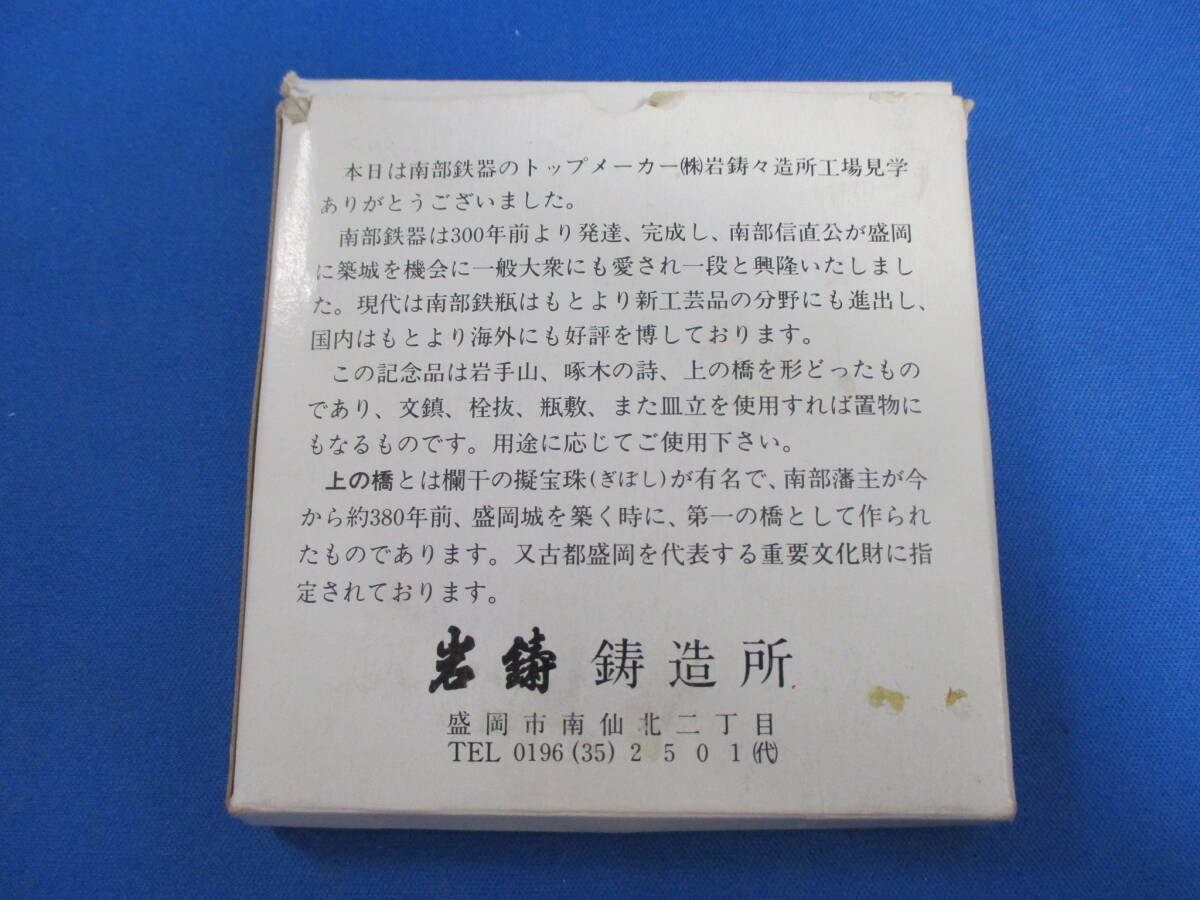 本日は南部鉄器のトップメーカー㈱岩鋳々造所工場見学
ありがとうございました。
南部鉄器は300年前より発達、完成し、南部信直公が盛岡
に築城を機会に一般大衆にも愛され一段と興隆いたしまし
た。現代は南部鉄瓶はもとより新工芸品の分野にも進出し、
国内はもとより海外にも好評を博しております。
この記念品は岩手山、啄木の詩、上の橋を形どったもの
であり、文鎮、栓抜、瓶敷、また皿立を使用すれば置物に
もなるものです。用途に応じてご使用下さい。
上の橋とは欄干の擬宝珠(ぎぼし)が有名で、南部藩主が今
から約380年前、盛岡城を築く時に、第一の橋として作られ
たものであります。又古都盛岡を代表する重要文化財に指
定されております。
岩鋳 鋳造所
盛岡市南仙北二丁目
TEL 0196(35)2501㈹